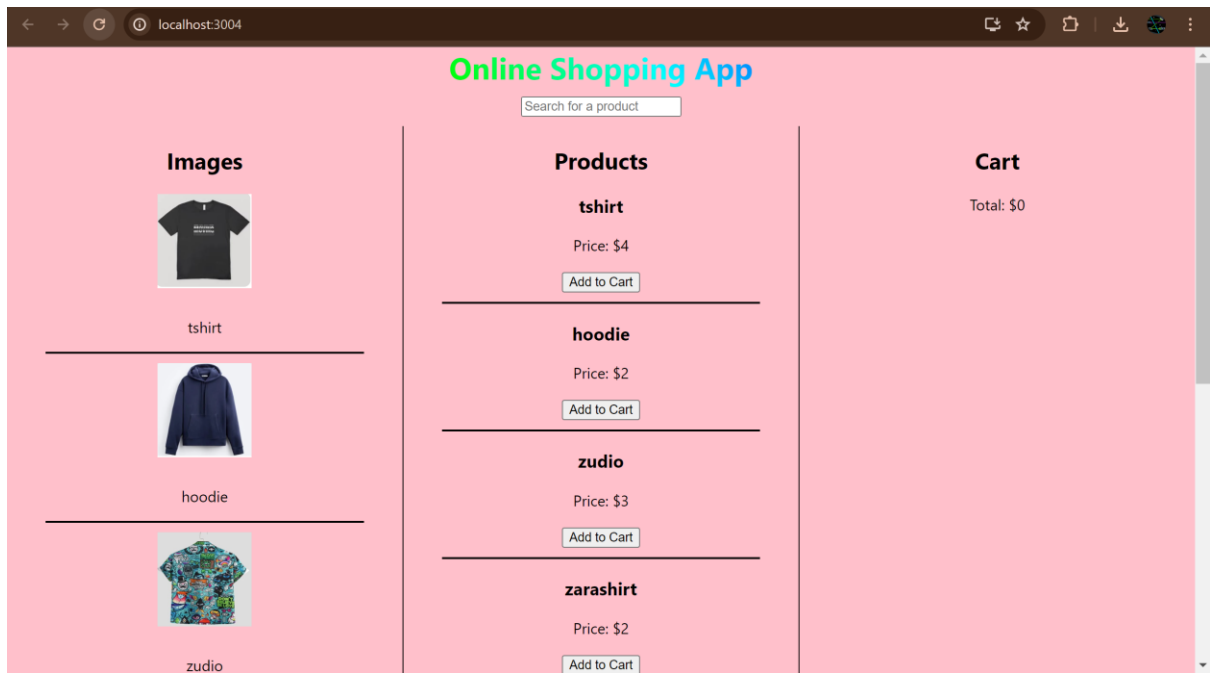 localhost:3004
Online Shopping App
Search for a product
Images
tshirt
hoodie
zudio
Products
tshirt
Price: $4
Add to Cart
hoodie
Price: $2
Add to Cart
zudio
Price: $3
Add to Cart
zarashirt
Price: $2
Add to Cart
Cart
Total: $0